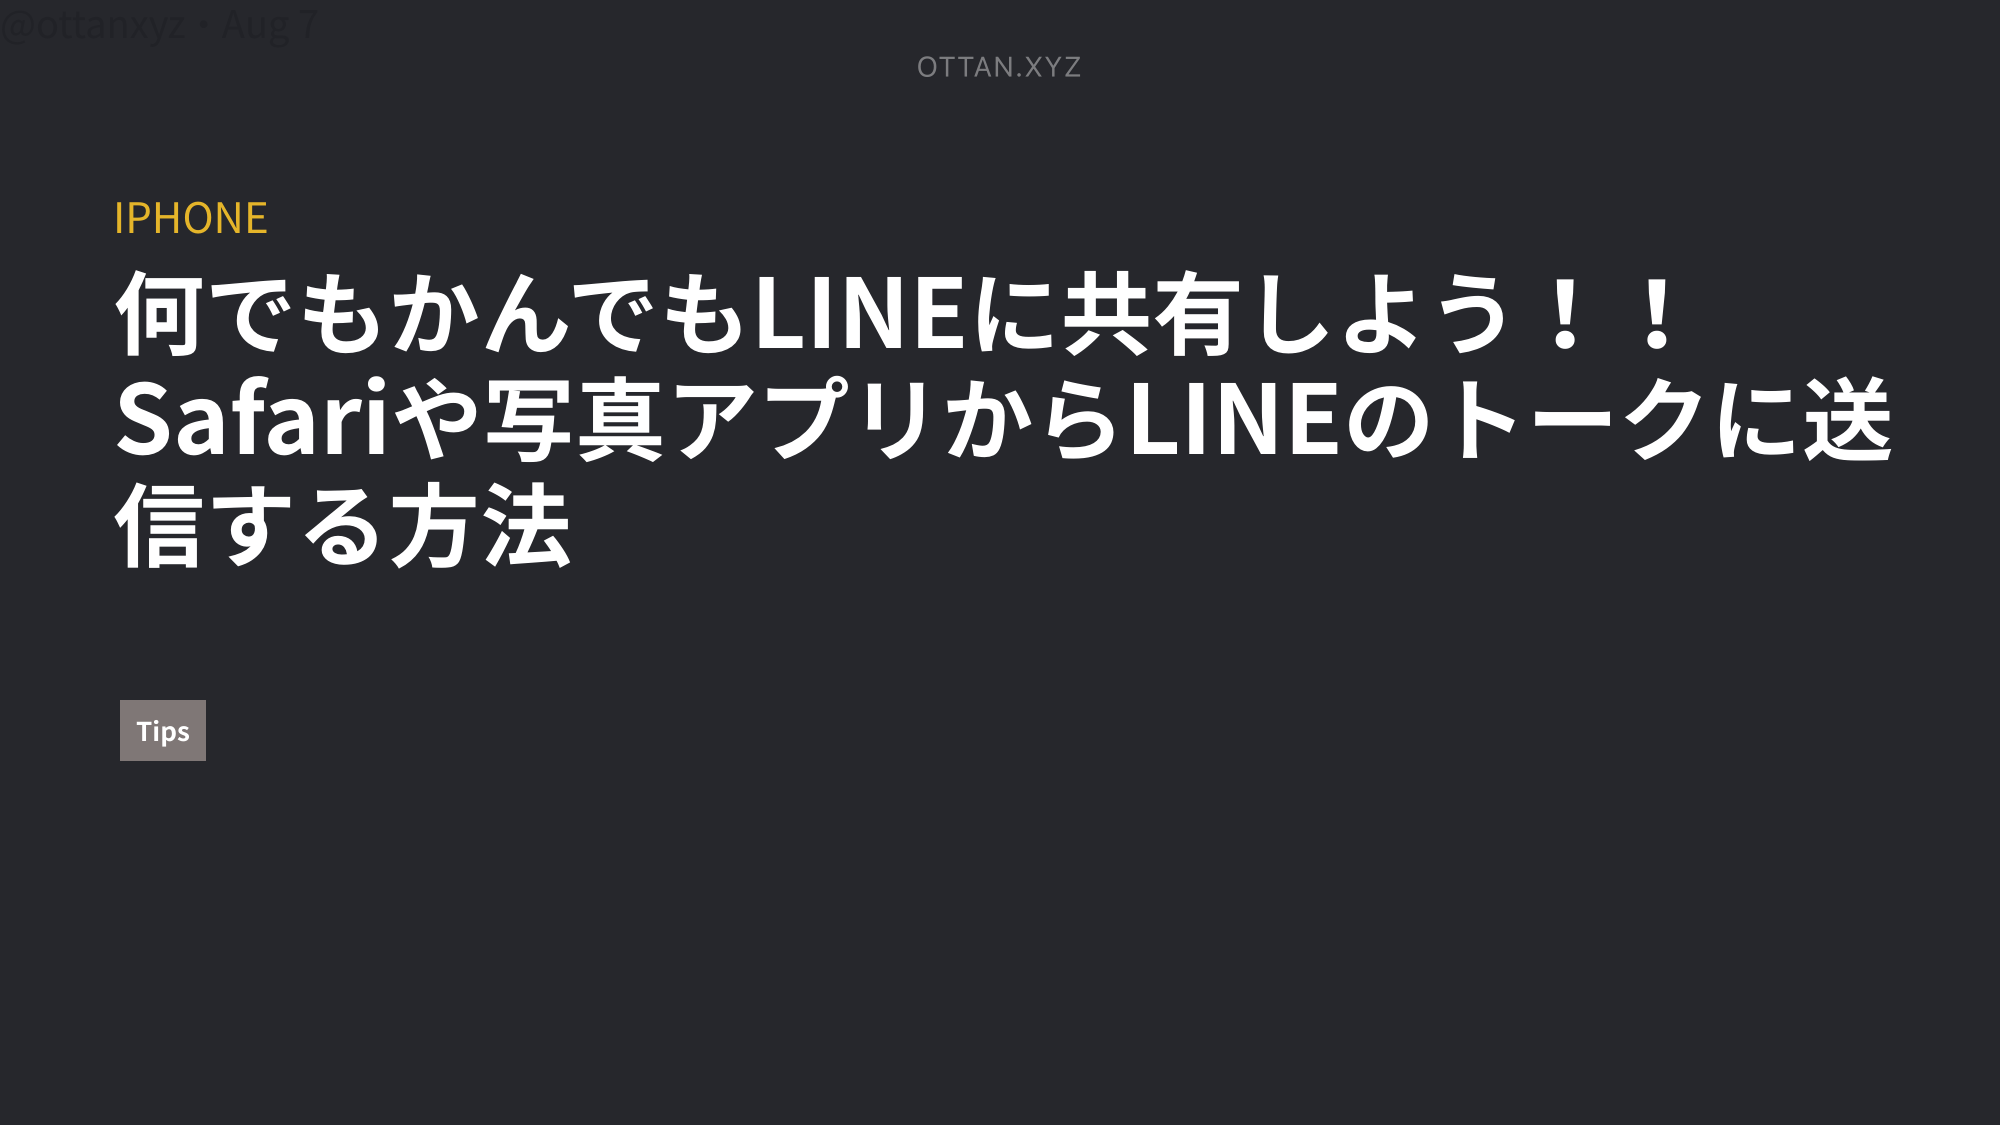 @ottanxyz・Aug 7
OTTAN.XYZ
IPHONE
何でもかんでもLINEに共有しよう！！
Safariや写真アプリからLINEのトークに送
信する方法
Tips